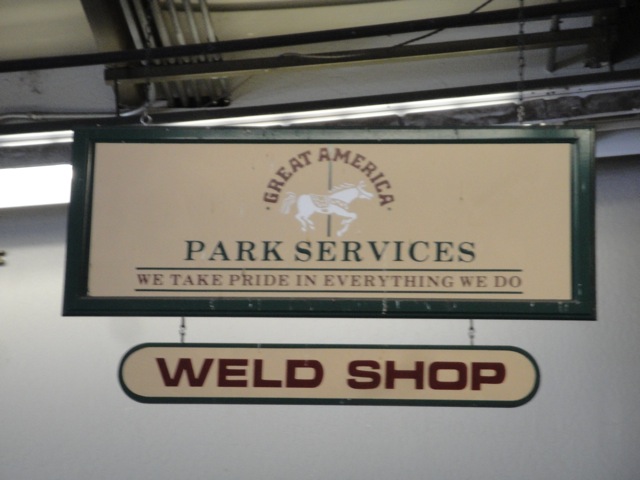 ·GREAT AMERICA·
PARK SERVICES
WE TAKE PRIDE IN EVERYTHING WE DO
WELD SHOP